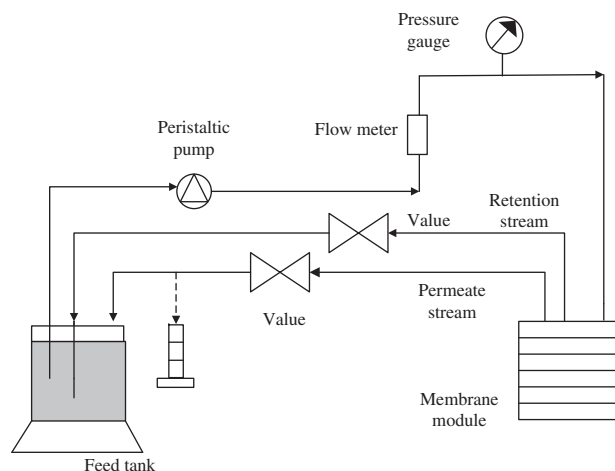 Pressure
gauge
Peristaltic
pump
Flow meter
Value
Retention
stream
Value
Permeate
stream
Membrane
module
Feed tank